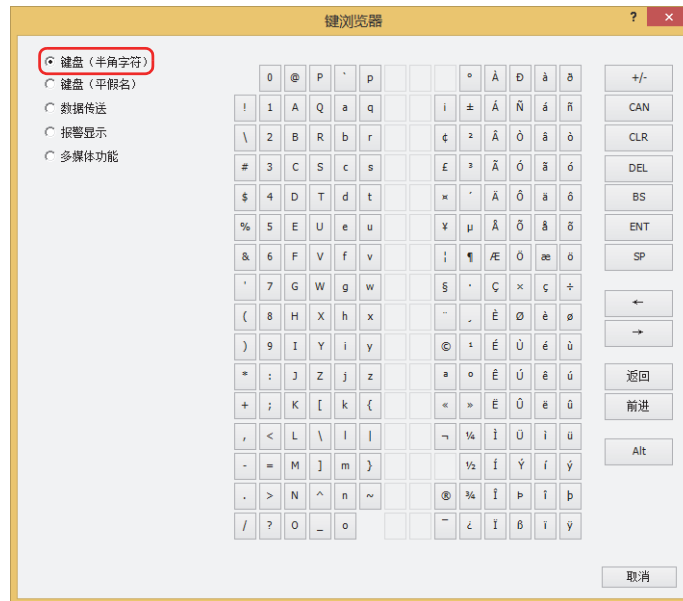 键浏览器 ? ×
键盘（半角字符）
键盘（平假名）
数据传送
报警显示
多媒体功能
0 @ P ` p ° À Ð à ð +/-
! 1 A Q a q ¡ ± Á Ñ á ñ CAN
\ 2 B R b r ¢ ² Â Ò â ò CLR
# 3 C S c s £ ³ Ã Ó ã ó DEL
$ 4 D T d t ¤ ´ Ä Ô ä ô BS
% 5 E U e u ¥ µ Å Õ å õ ENT
& 6 F V f v ¦ ¶ Æ Ö æ ö SP
' 7 G W g w § · Ç × ç ÷
( 8 H X h x ¨ ¸ È Ø è ø ←
) 9 I Y i y © ¹ É Ù é ù →
* : J Z j z ª º Ê Ú ê ú 返回
+ ; K [ k { « » Ë Û ë û 前进
, < L \ l | ¬ ¼ Ì Ü ì ü
- = M ] m } ½ Í Ý í ý Alt
. > N ^ n ~ ® ¾ Î Þ î þ
/ ? O _ o ¯ ¿ Ï ß ï ÿ
取消